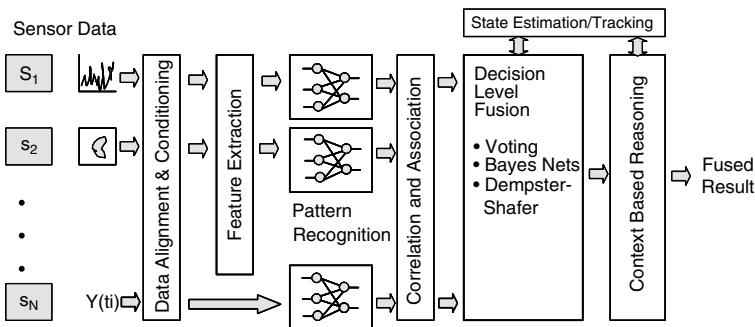 Sensor Data
State Estimation/Tracking
S1
s2
sN
Y(ti)
Data Alignment & Conditioning
Feature Extraction
Pattern
Recognition
Correlation and Association
Decision
Level
Fusion
• Voting
• Bayes Nets
• Dempster-
Shafer
Context Based Reasoning
Fused
Result